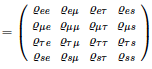 = ( ϱee ϱeμ ϱeτ ϱes
ϱμe ϱμμ ϱμτ ϱμs
ϱτe ϱτμ ϱττ ϱτs
ϱse ϱsμ ϱsτ ϱss )